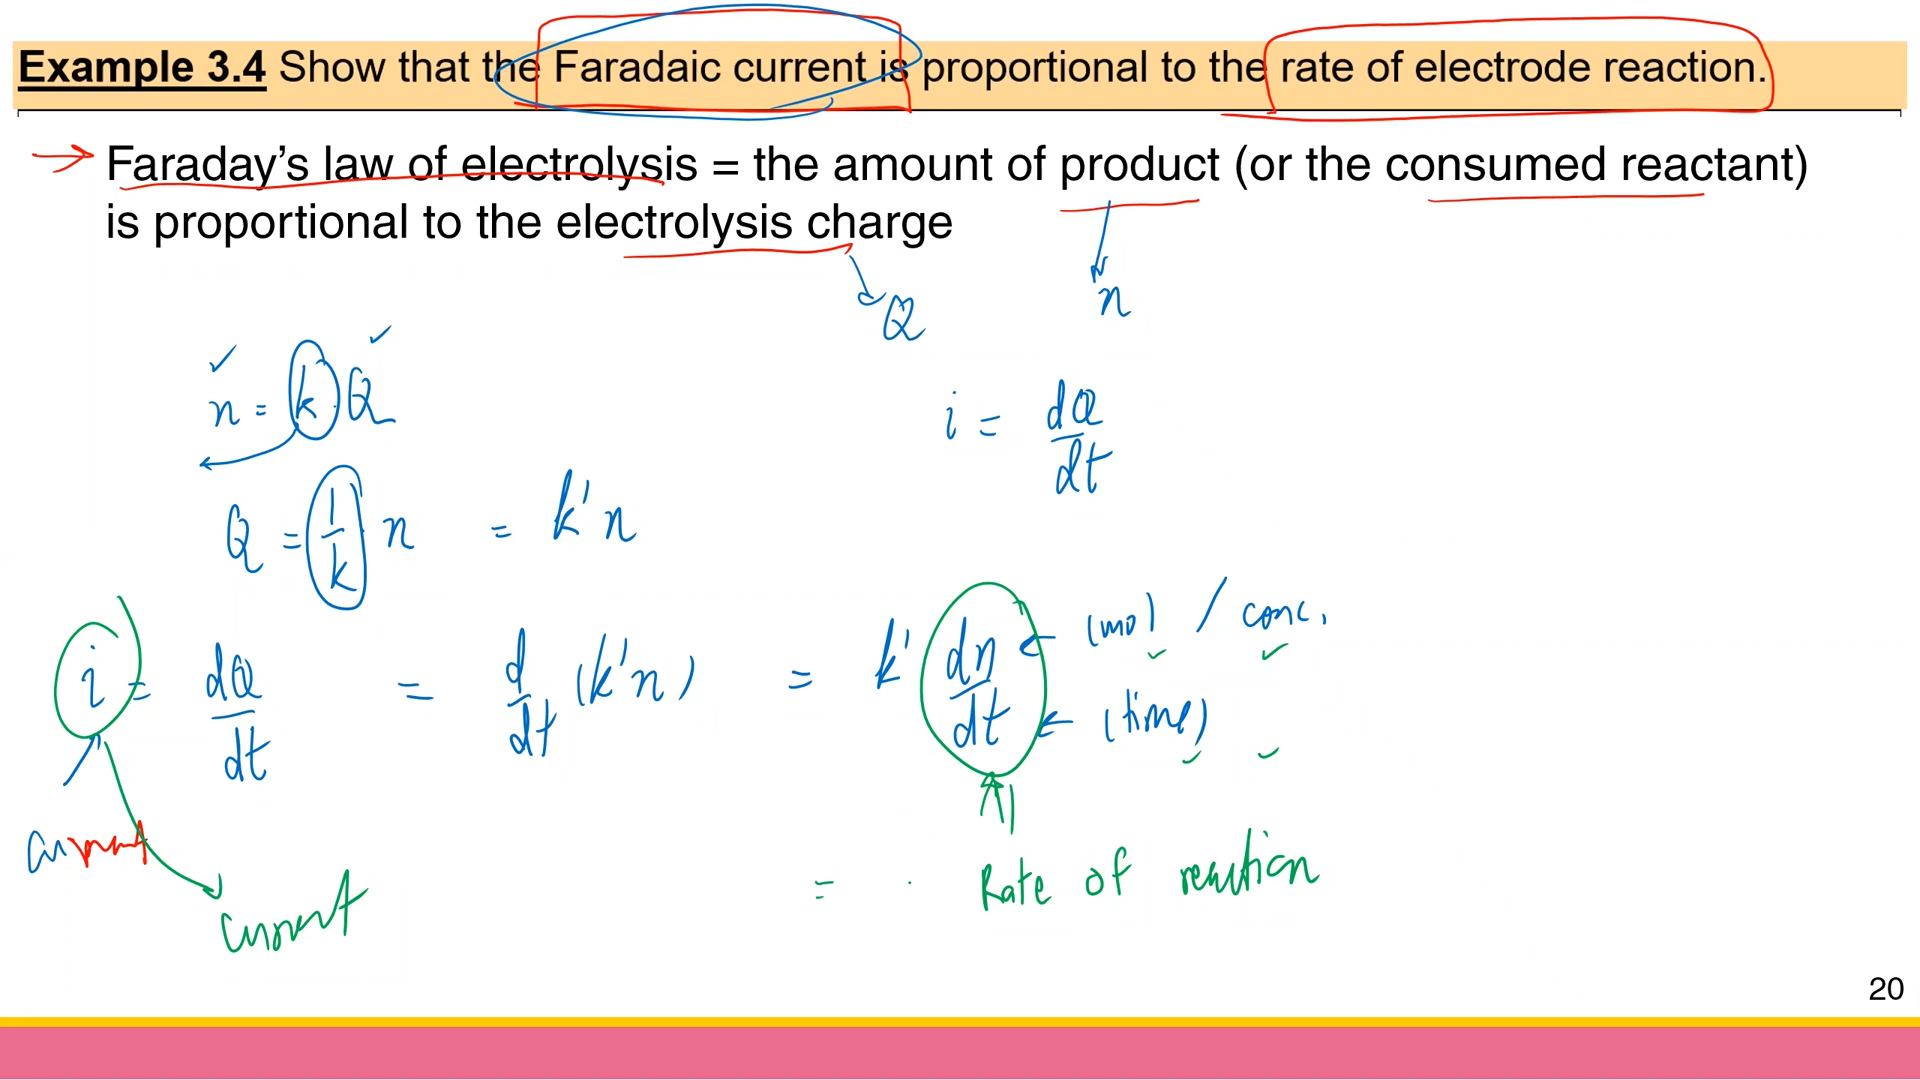 Example 3.4 Show that the Faradaic current is proportional to the rate of electrode reaction.
Faraday's law of electrolysis = the amount of product (or the consumed reactant)
is proportional to the electrolysis charge
Q
n
n = k Q
i = dQ/dt
Q = 1/k n = k'n
i = dQ/dt = d/dt (k'n) = k' dn/dt ← (mol) / conc.
← (time)
current
current
= Rate of reaction
20